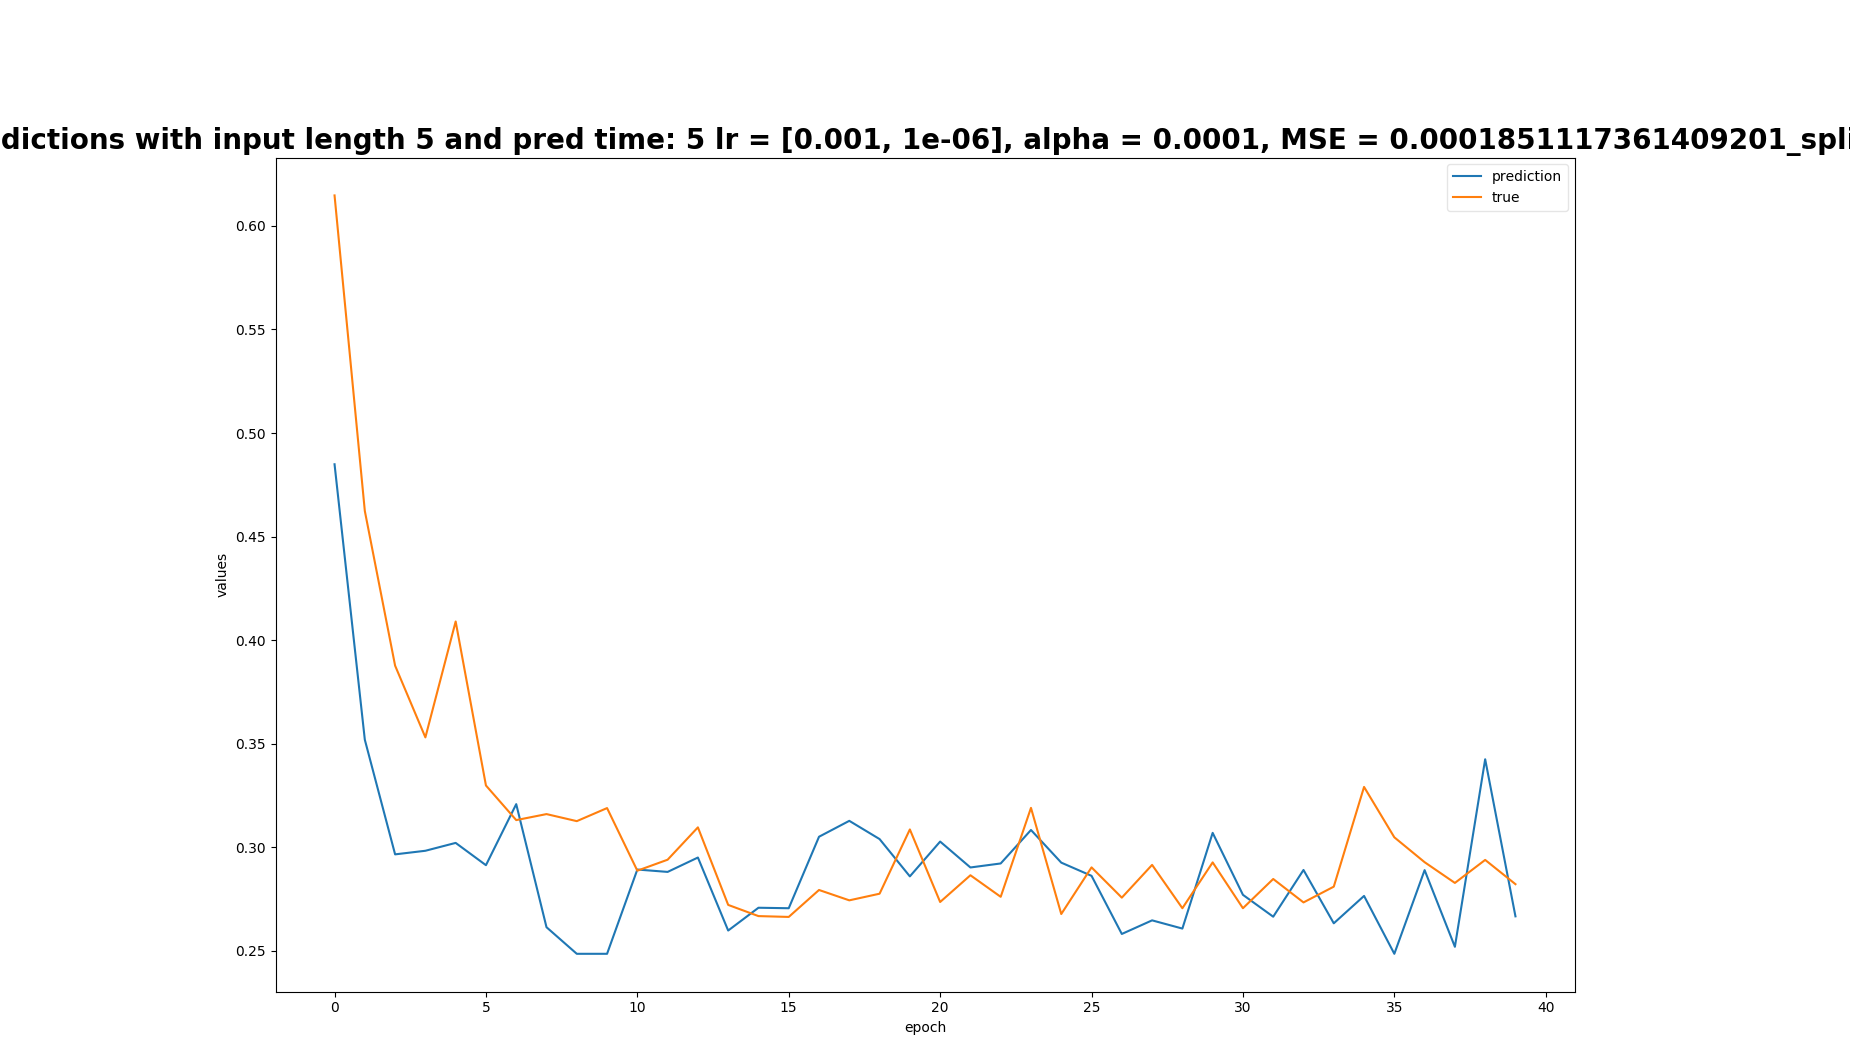 dictions with input length 5 and pred time: 5 lr = [0.001, 1e-06], alpha = 0.0001, MSE = 0.0001851117361409201_spli
prediction
true
0.60
0.55
0.50
0.45
0.40
0.35
0.30
0.25
values
0 5 10 15 20 25 30 35 40
epoch